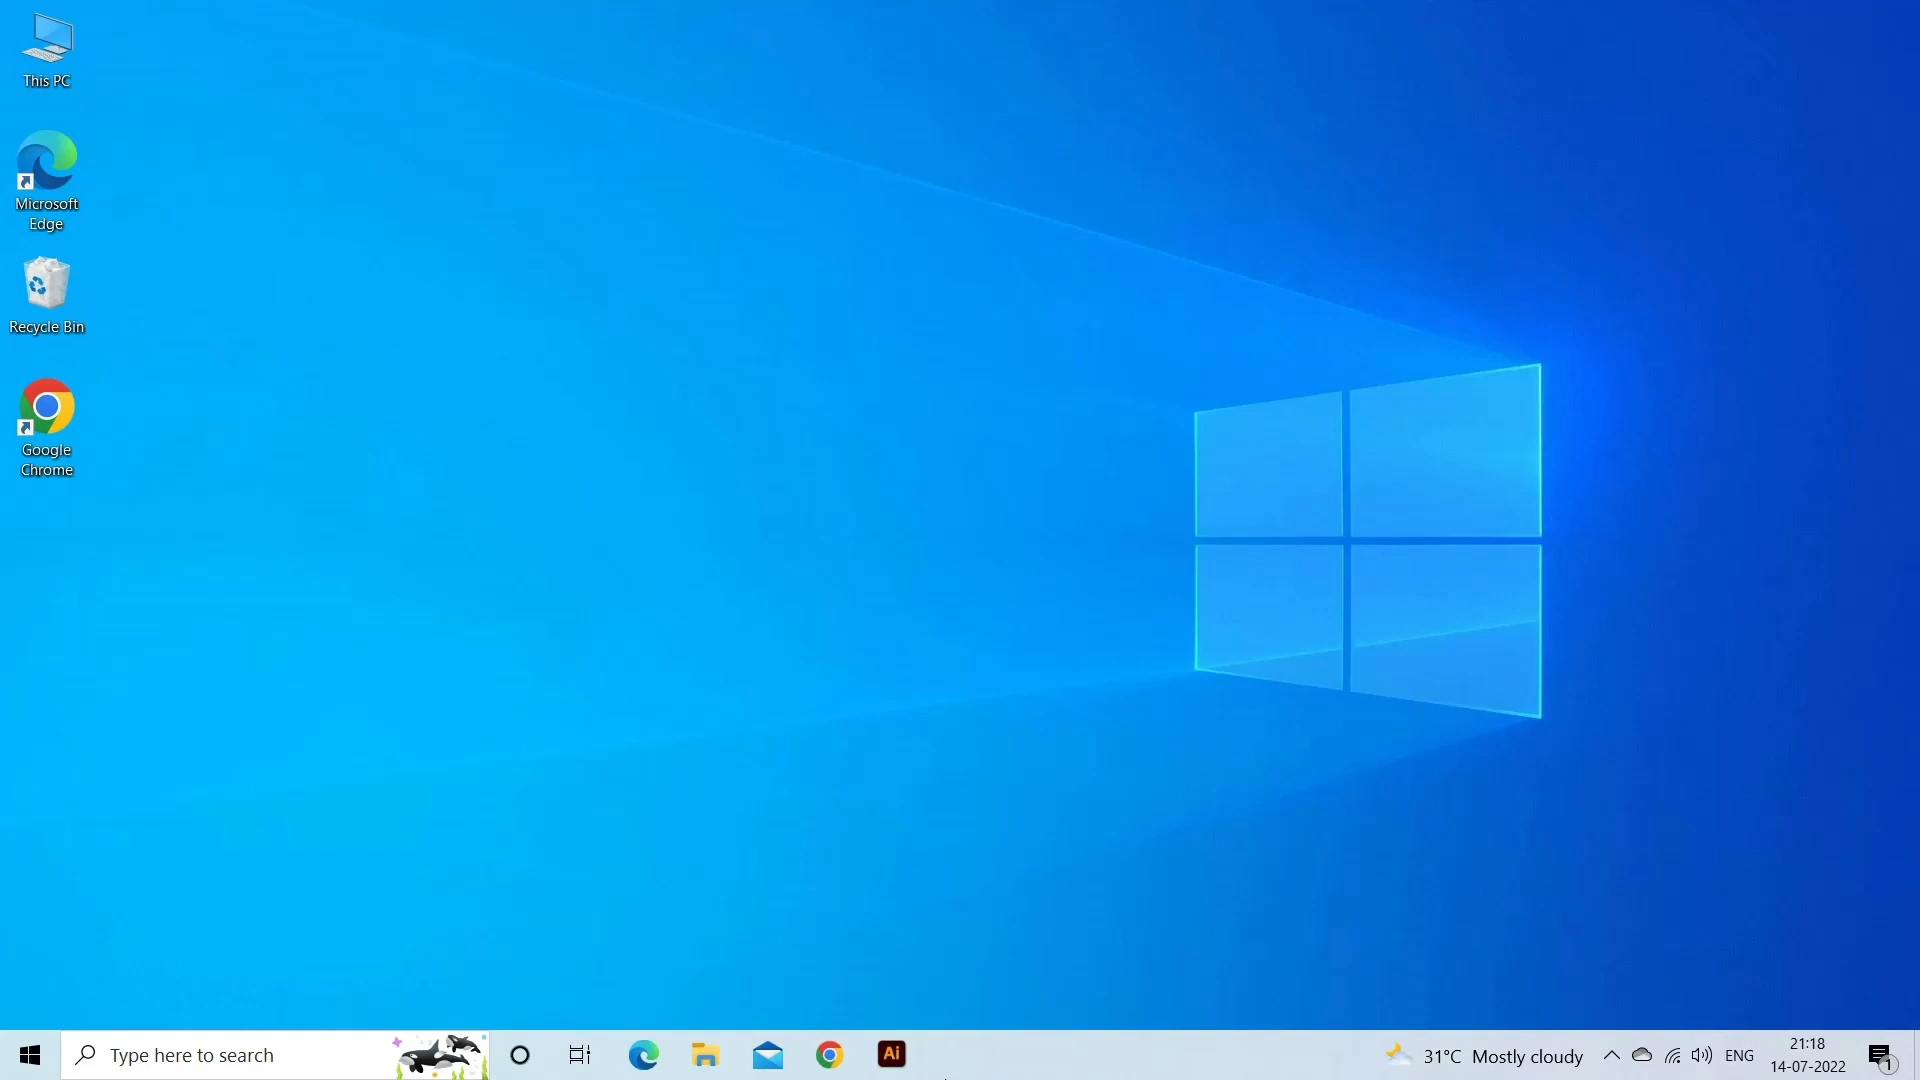 This PC
Microsoft
Edge
Recycle Bin
Google
Chrome
Type here to search
Ai
31°C Mostly cloudy
ENG
21:18
14-07-2022
1